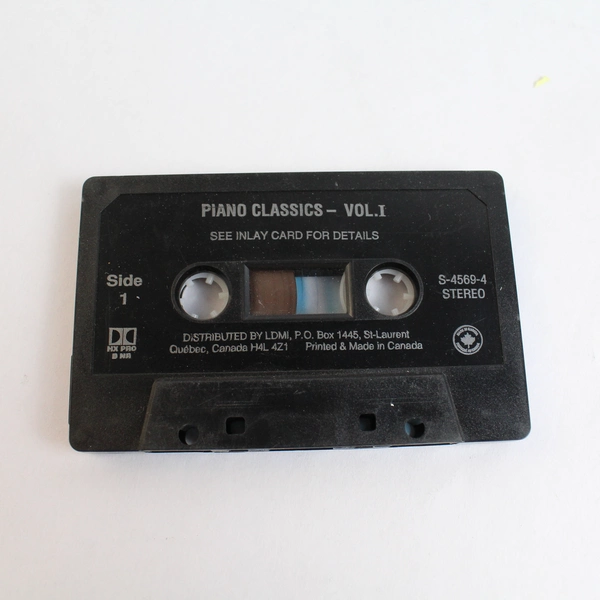 PIANO CLASSICS – VOL.I
SEE INLAY CARD FOR DETAILS
Side
1
S-4569-4
STEREO
HX PRO
B NR
DISTRIBUTED BY LDMI, P.O. Box 1445, St-Laurent
Québec, Canada H4L 4Z1 Printed & Made in Canada